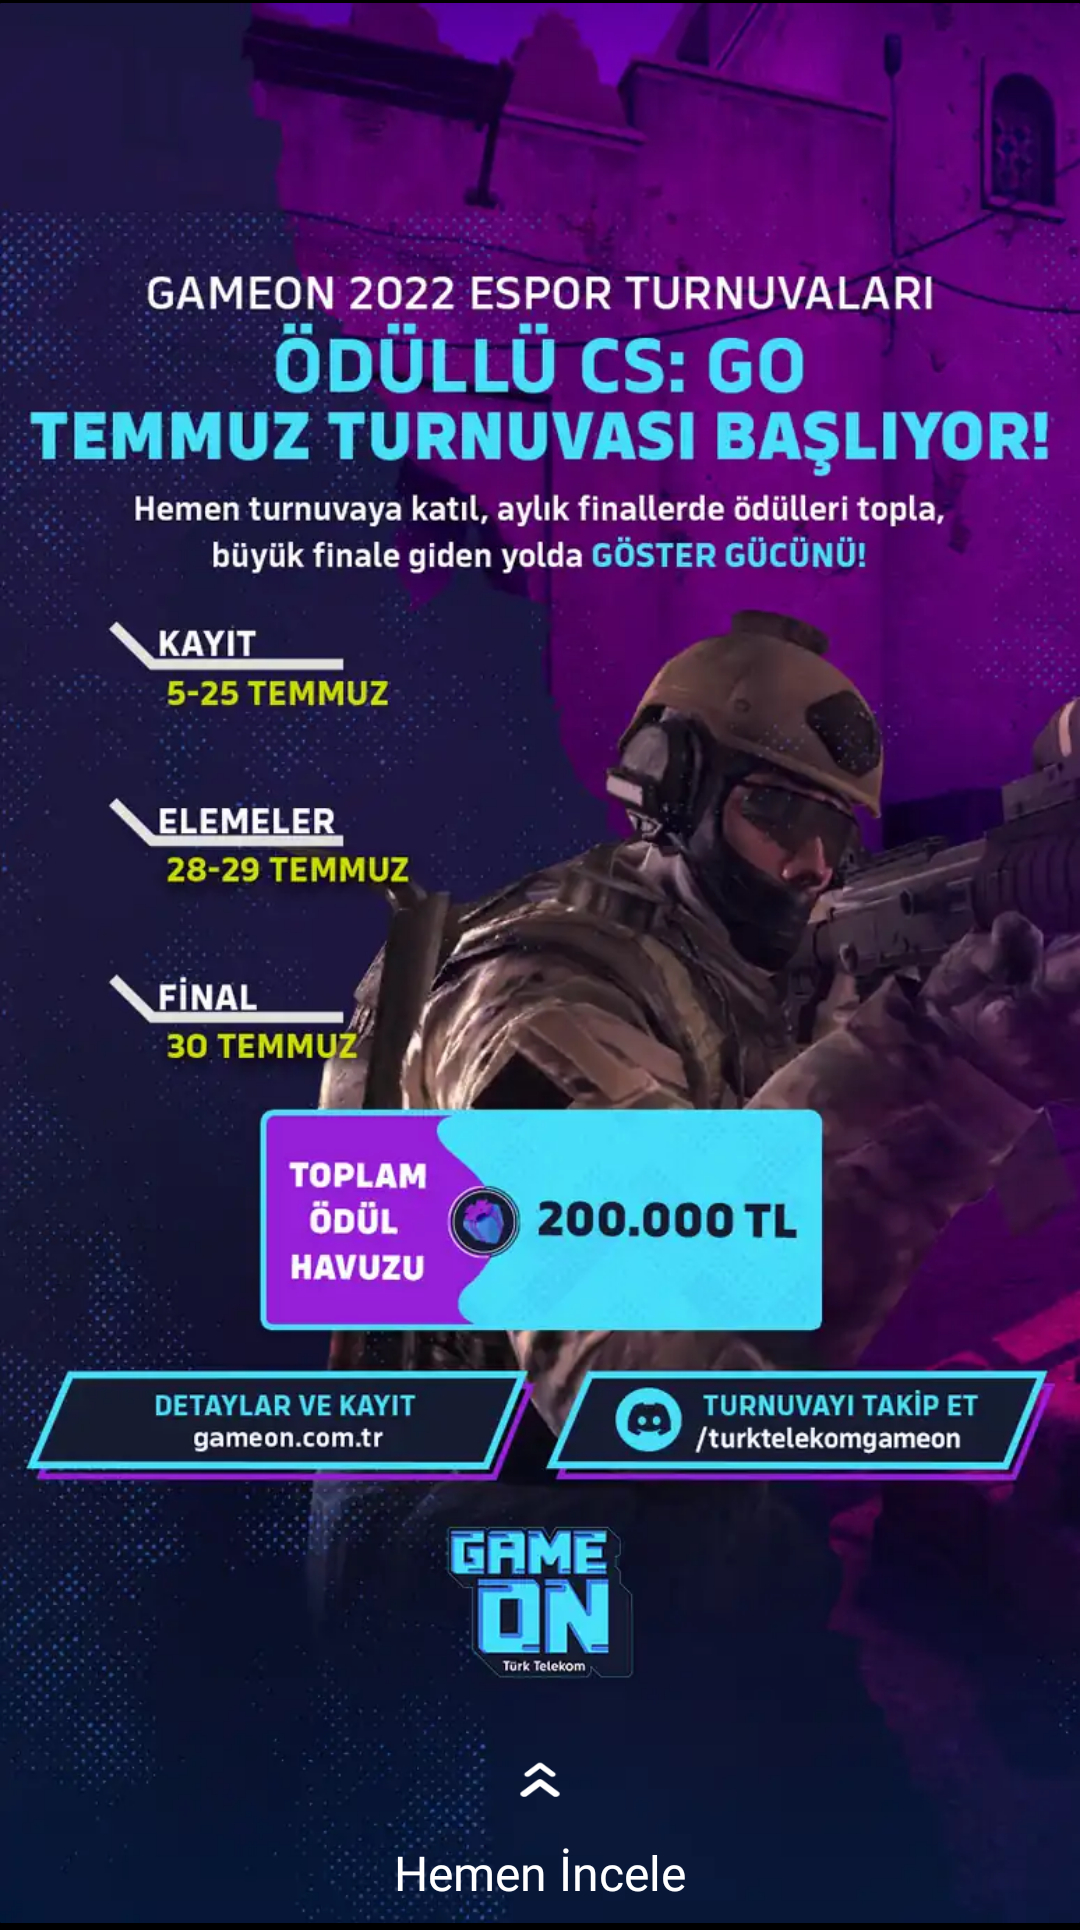 GAMEON 2022 ESPOR TURNUVALARI
ÖDÜLLÜ CS: GO
TEMMUZ TURNUVASI BAŞLIYOR!
Hemen turnuvaya katıl, aylık finallerde ödülleri topla,
büyük finale giden yolda GÖSTER GÜCÜNÜ!
KAYIT
5-25 TEMMUZ
ELEMELER
28-29 TEMMUZ
FİNAL
30 TEMMUZ
TOPLAM
ÖDÜL
HAVUZU
200.000 TL
DETAYLAR VE KAYIT
gameon.com.tr
TURNUVAYI TAKİP ET
/turktelekomgameon
GAME
ON
Türk Telekom
Hemen İncele